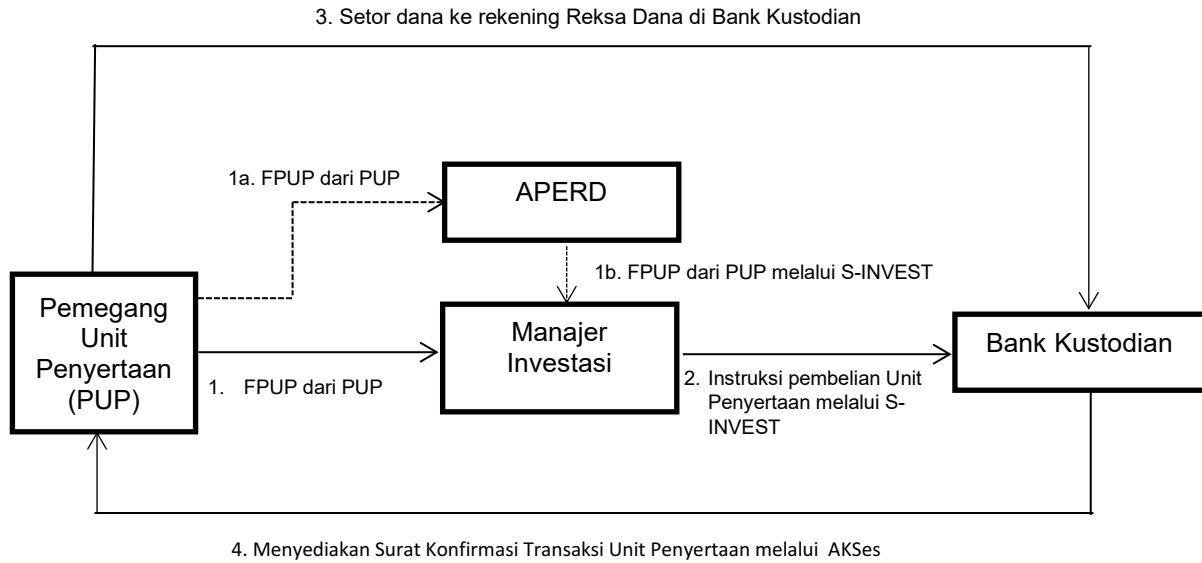 3. Setor dana ke rekening Reksa Dana di Bank Kustodian
1a. FPUP dari PUP
APERD
1b. FPUP dari PUP melalui S-INVEST
Pemegang
Unit
Penyertaan
(PUP)
Manajer
Investasi
Bank Kustodian
1. FPUP dari PUP
2. Instruksi pembelian Unit
Penyertaan melalui S-
INVEST
4. Menyediakan Surat Konfirmasi Transaksi Unit Penyertaan melalui AKSes